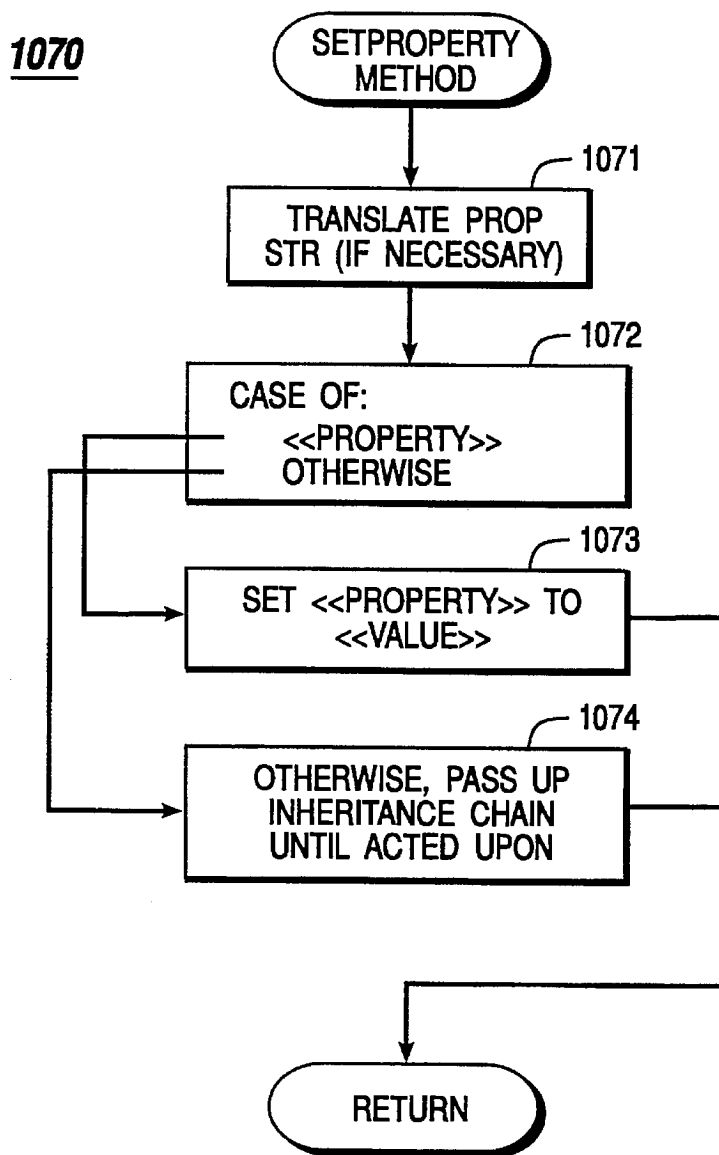 1070
SETPROPERTY
METHOD
1071
TRANSLATE PROP
STR (IF NECESSARY)
1072
CASE OF:
<<PROPERTY>>
OTHERWISE
1073
SET <<PROPERTY>> TO
<<VALUE>>
1074
OTHERWISE, PASS UP
INHERITANCE CHAIN
UNTIL ACTED UPON
RETURN